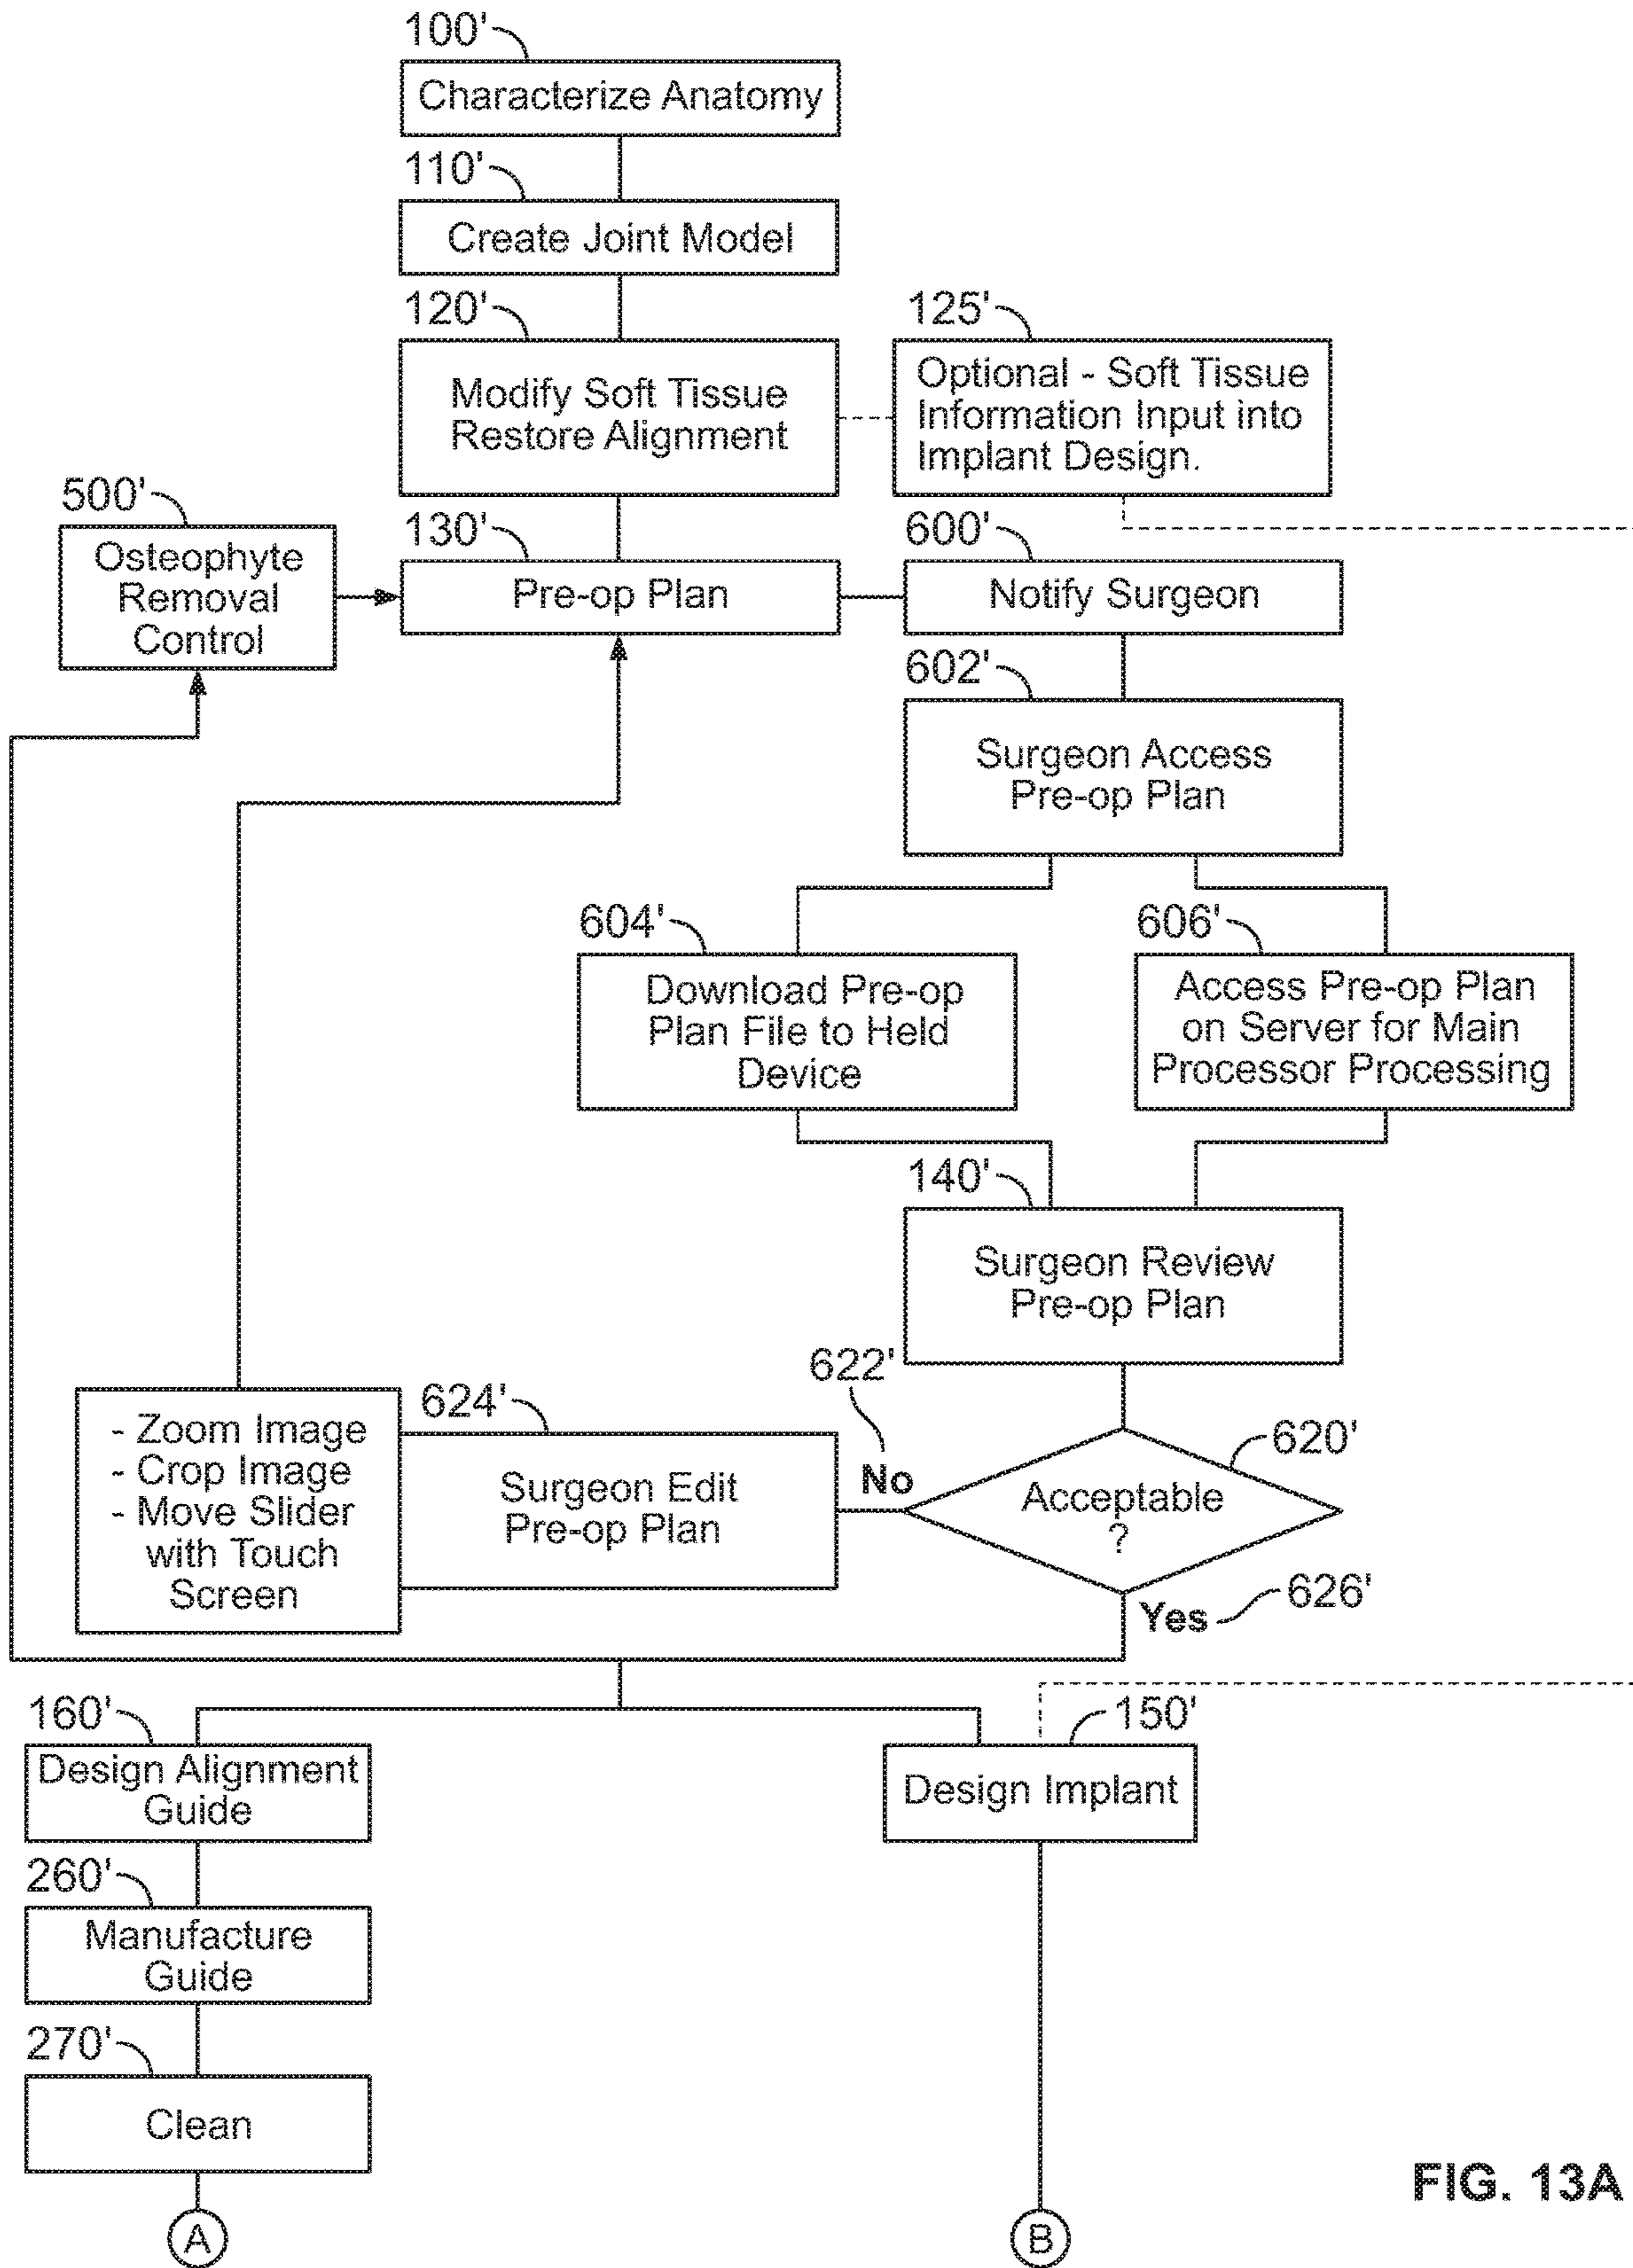 100'
Characterize Anatomy
110'
Create Joint Model
120'
Modify Soft Tissue
Restore Alignment
125'
Optional - Soft Tissue
Information Input into
Implant Design.
500'
Osteophyte
Removal
Control
130'
Pre-op Plan
600'
Notify Surgeon
602'
Surgeon Access
Pre-op Plan
604'
Download Pre-op
Plan File to Held
Device
606'
Access Pre-op Plan
on Server for Main
Processor Processing
140'
Surgeon Review
Pre-op Plan
622'
No
620'
Acceptable
?
626'
Yes
624'
Surgeon Edit
Pre-op Plan
- Zoom Image
- Crop Image
- Move Slider
with Touch
Screen
160'
Design Alignment
Guide
150'
Design Implant
260'
Manufacture
Guide
270'
Clean
A
B
FIG. 13A